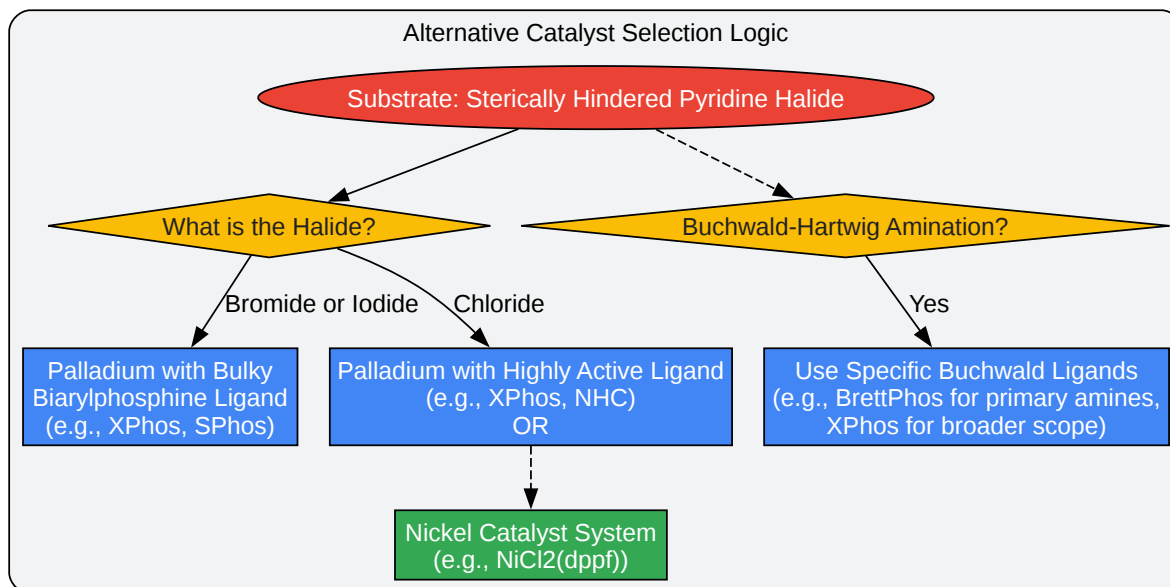 Alternative Catalyst Selection Logic
Substrate: Sterically Hindered Pyridine Halide
What is the Halide?
Buchwald-Hartwig Amination?
Bromide or Iodide
Chloride
Yes
Palladium with Bulky
Biarylphosphine Ligand
(e.g., XPhos, SPhos)
Palladium with Highly Active Ligand
(e.g., XPhos, NHC)
OR
Use Specific Buchwald Ligands
(e.g., BrettPhos for primary amines,
XPhos for broader scope)
Nickel Catalyst System
(e.g., NiCl2(dppf))